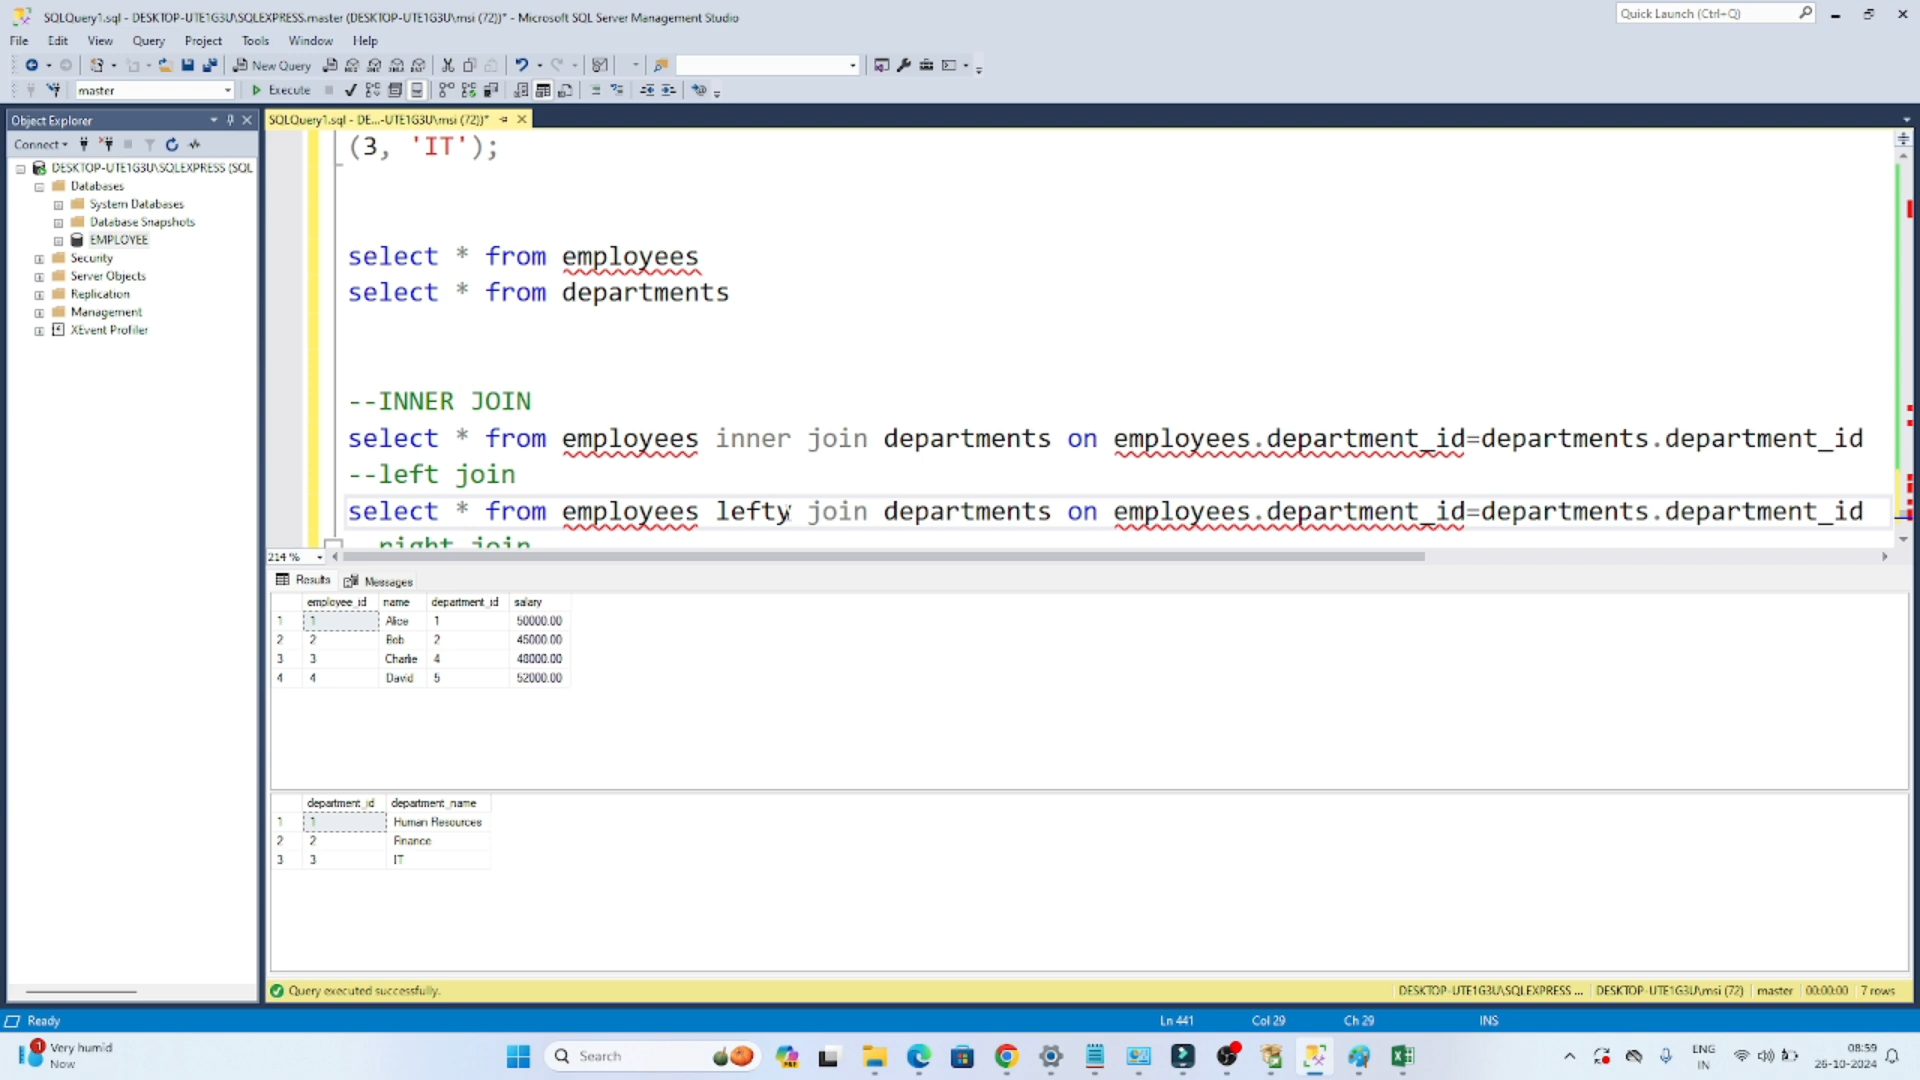 SQLQuery1.sql - DESKTOP-UTE1G3U\SQLEXPRESS.master (DESKTOP-UTE1G3U\msi (72))* - Microsoft SQL Server Management Studio
Quick Launch (Ctrl+Q)
File Edit View Query Project Tools Window Help
New Query
master
Execute
Object Explorer
SQLQuery1.sql - DE...-UTE1G3U\msi (72))*
Connect
DESKTOP-UTE1G3U\SQLEXPRESS (SQL
Databases
System Databases
Database Snapshots
EMPLOYEE
Security
Server Objects
Replication
Management
XEvent Profiler
(3, 'IT');
select * from employees
select * from departments
--INNER JOIN
select * from employees inner join departments on employees.department_id=departments.department_id
--left join
select * from employees lefty join departments on employees.department_id=departments.department_id
right join
214 %
Results Messages
employee_id name department_id salary
1 1 Alice 1 50000.00
2 2 Bob 2 45000.00
3 3 Charlie 4 48000.00
4 4 David 5 52000.00
department_id department_name
1 1 Human Resources
2 2 Finance
3 3 IT
Query executed successfully.
DESKTOP-UTE1G3U\SQLEXPRESS ... DESKTOP-UTE1G3U\msi (72) master 00:00:00 7 rows
Ready
Ln 441 Col 29 Ch 29 INS
Very humid
Now
Search
ENG
IN
08:59
26-10-2024